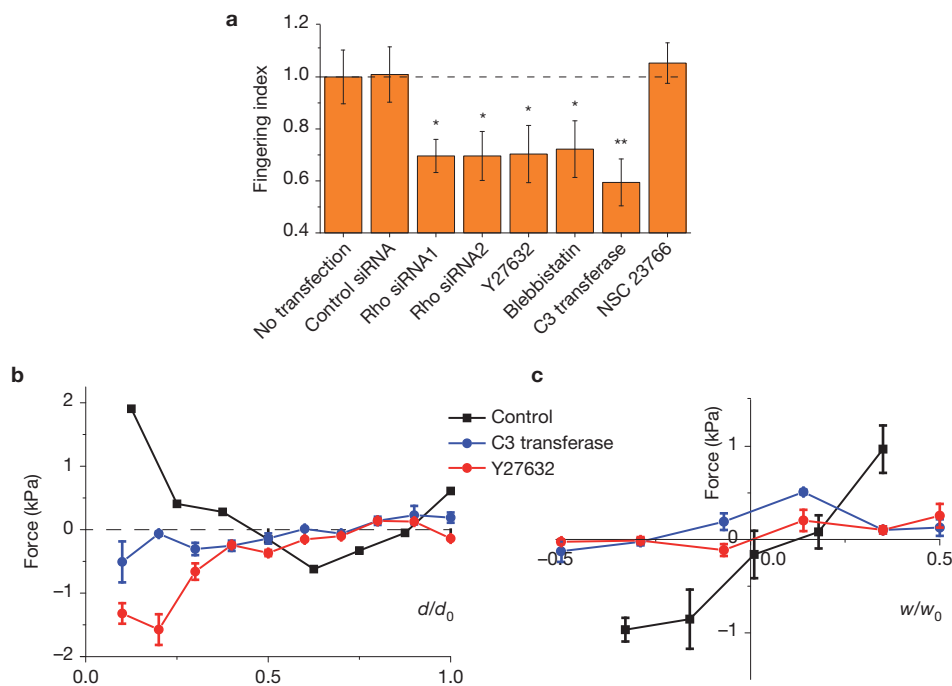 a
1.2
1.0
0.8
0.6
0.4
Fingering index
* * * * **
No transfection
Control siRNA
Rho siRNA1
Rho siRNA2
Y27632
Blebbistatin
C3 transferase
NSC 23766
b
2
1
0
−1
−2
Force (kPa)
0.0 0.5 1.0
d/d0
Control
C3 transferase
Y27632
c
Force (kPa)
1
−1
−0.5 0.5
w/w0